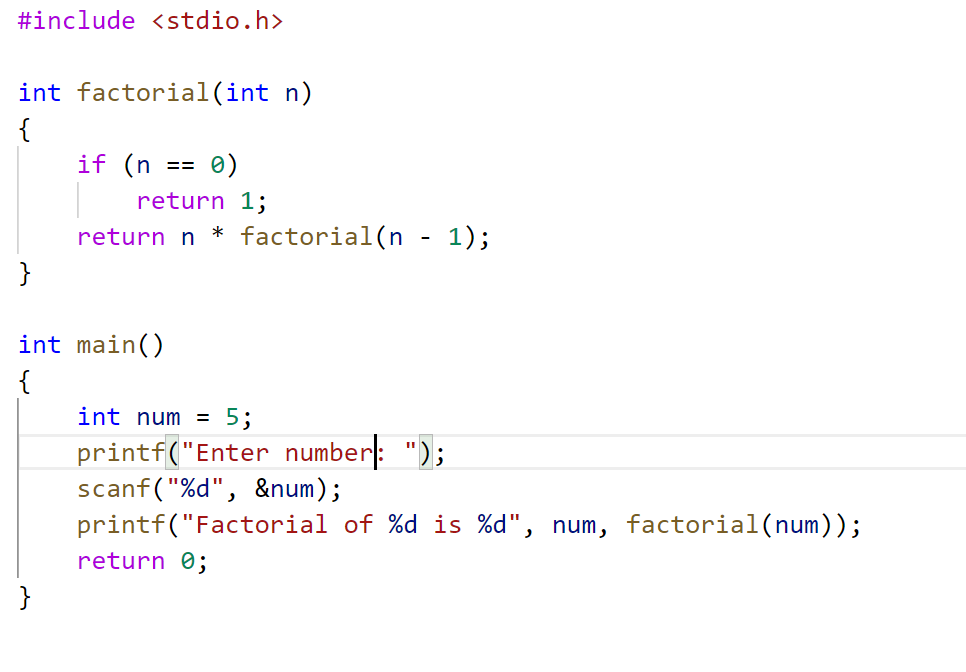 #include <stdio.h>

int factorial(int n)
{
    if (n == 0)
        return 1;
    return n * factorial(n - 1);
}

int main()
{
    int num = 5;
    printf("Enter number: ");
    scanf("%d", &num);
    printf("Factorial of %d is %d", num, factorial(num));
    return 0;
}